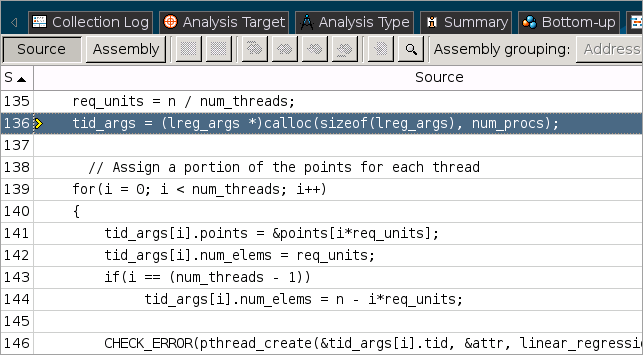 Collection Log Analysis Target Analysis Type Summary Bottom-up
Source Assembly Assembly grouping: Address
S Source
135 req_units = n / num_threads;
136 tid_args = (lreg_args *)calloc(sizeof(lreg_args), num_procs);
137
138 // Assign a portion of the points for each thread
139 for(i = 0; i < num_threads; i++)
140 {
141 tid_args[i].points = &points[i*req_units];
142 tid_args[i].num_elems = req_units;
143 if(i == (num_threads - 1))
144 tid_args[i].num_elems = n - i*req_units;
145
146 CHECK_ERROR(pthread_create(&tid_args[i].tid, &attr, linear_regressi